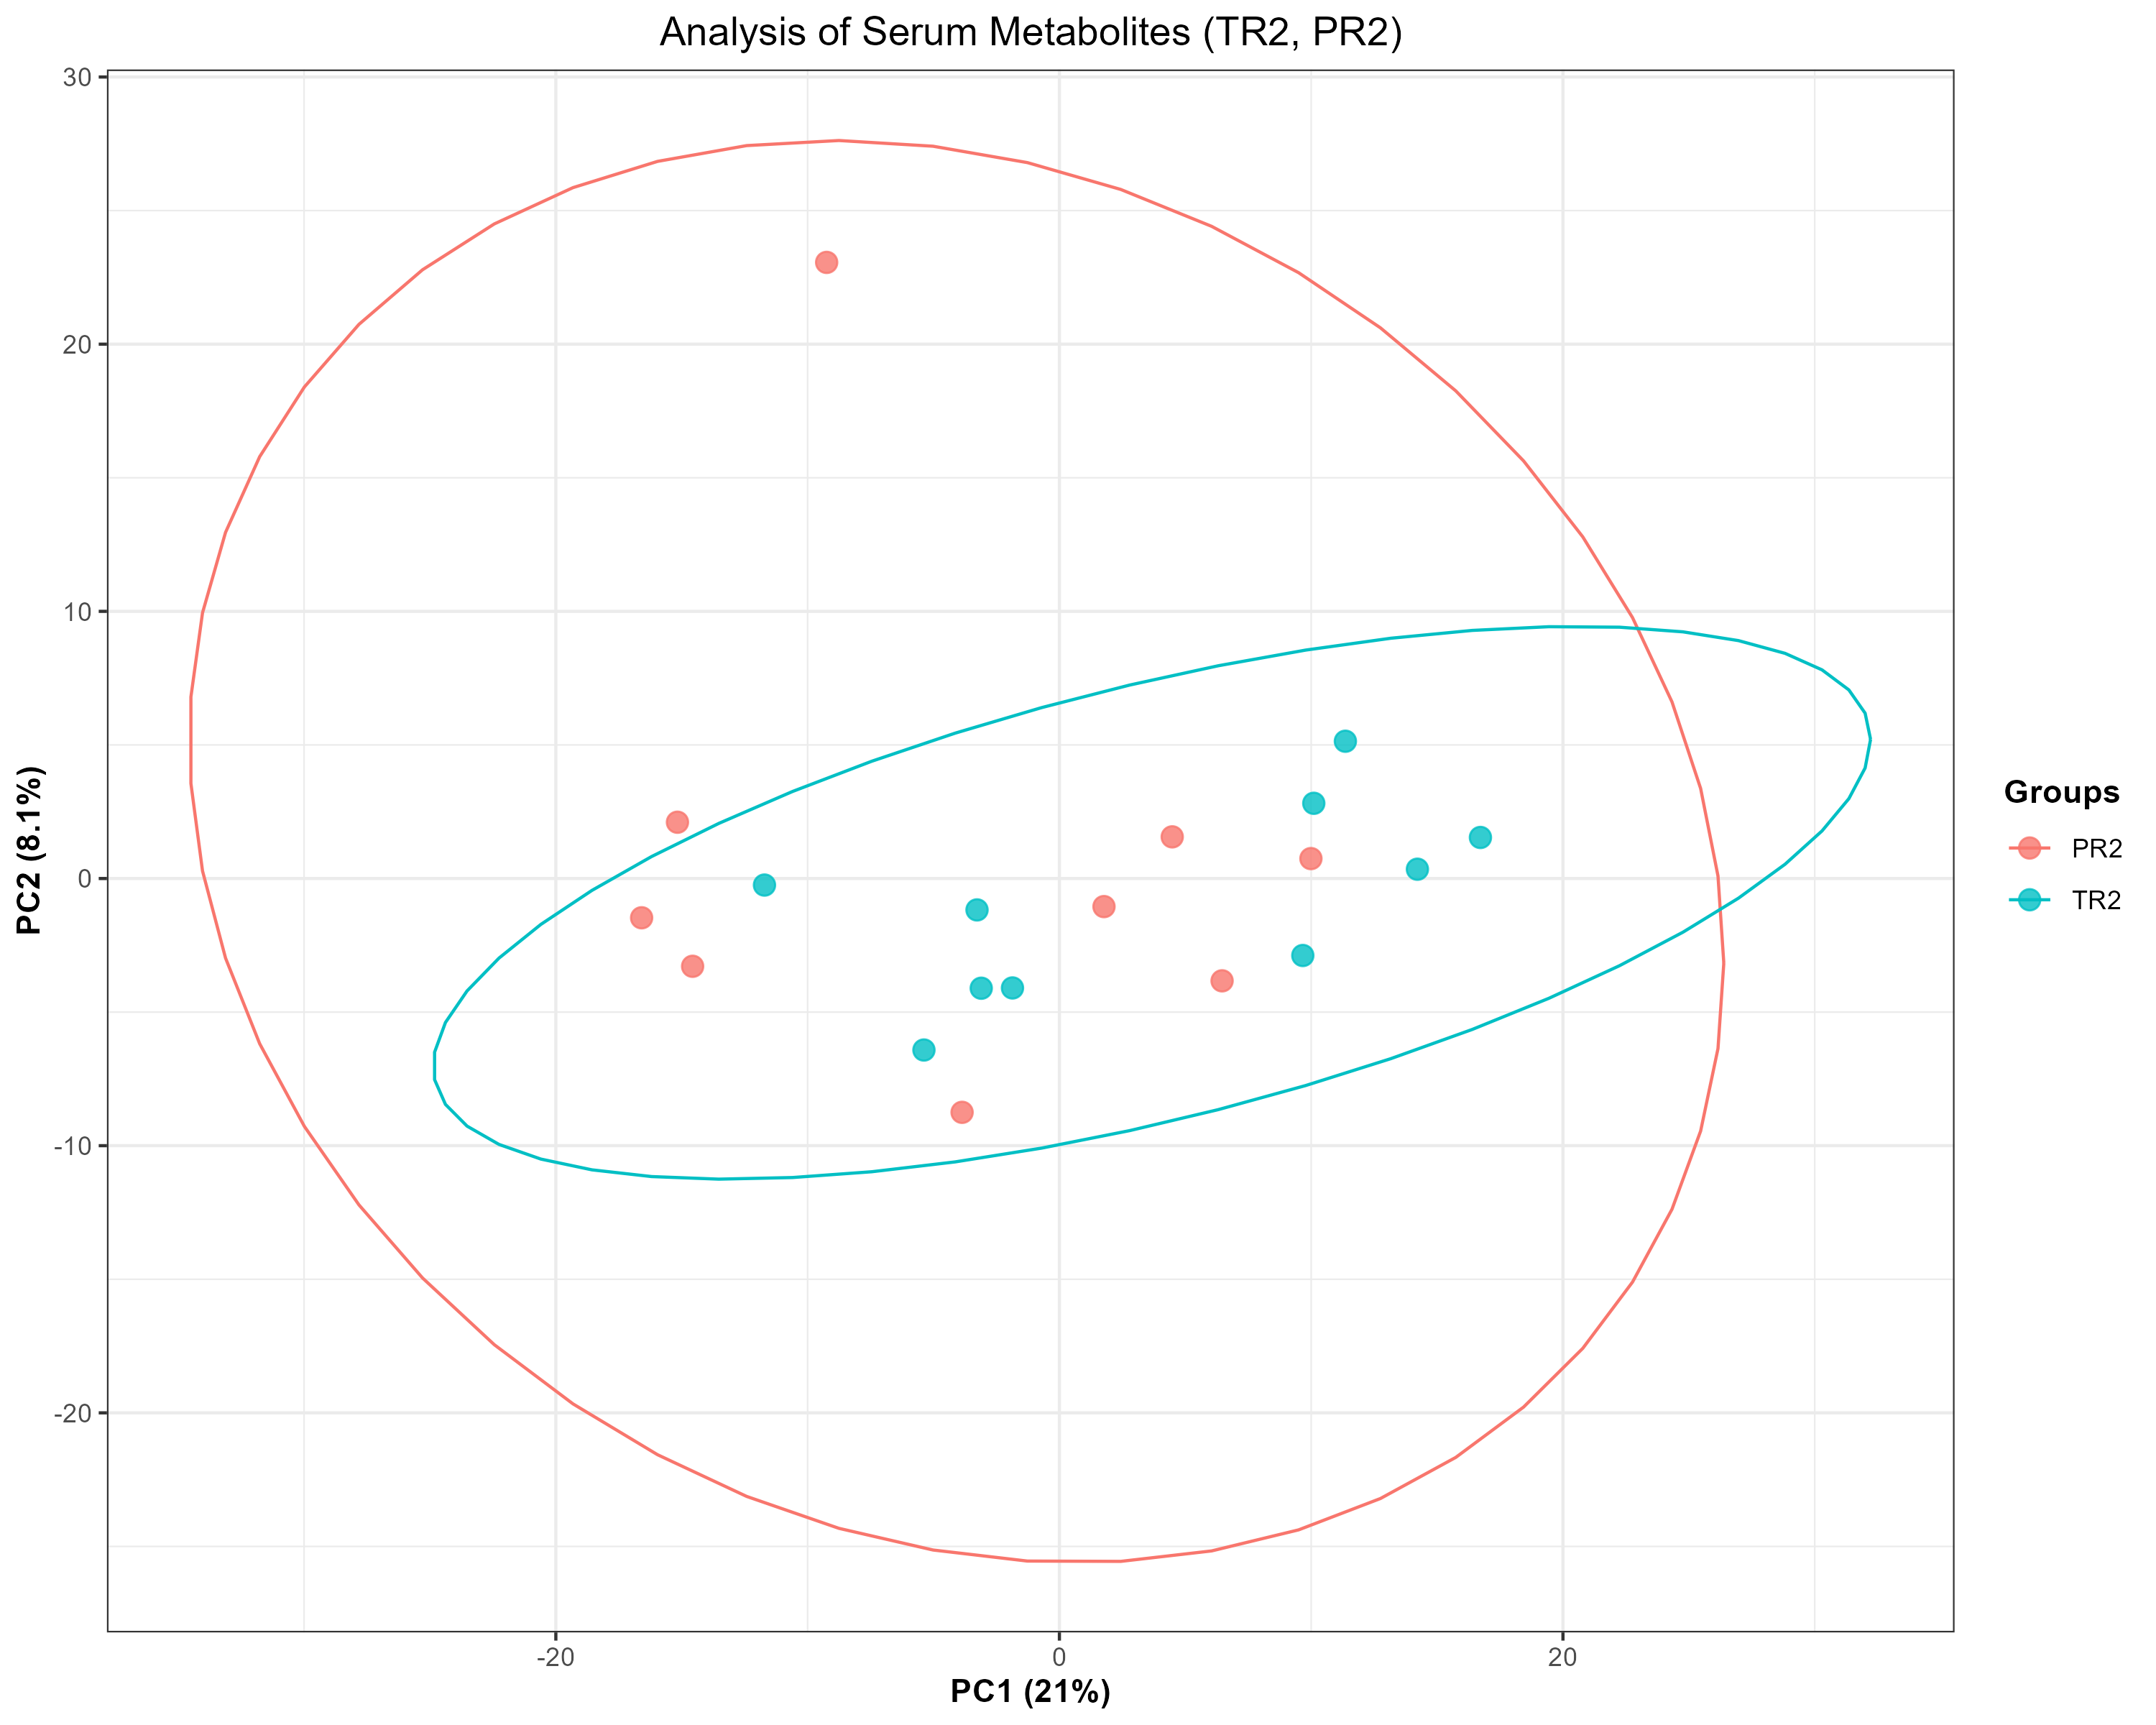 Analysis of Serum Metabolites (TR2, PR2)
30
20
10
0
-10
-20
PC2 (8.1%)
-20
0
20
PC1 (21%)
Groups
PR2
TR2